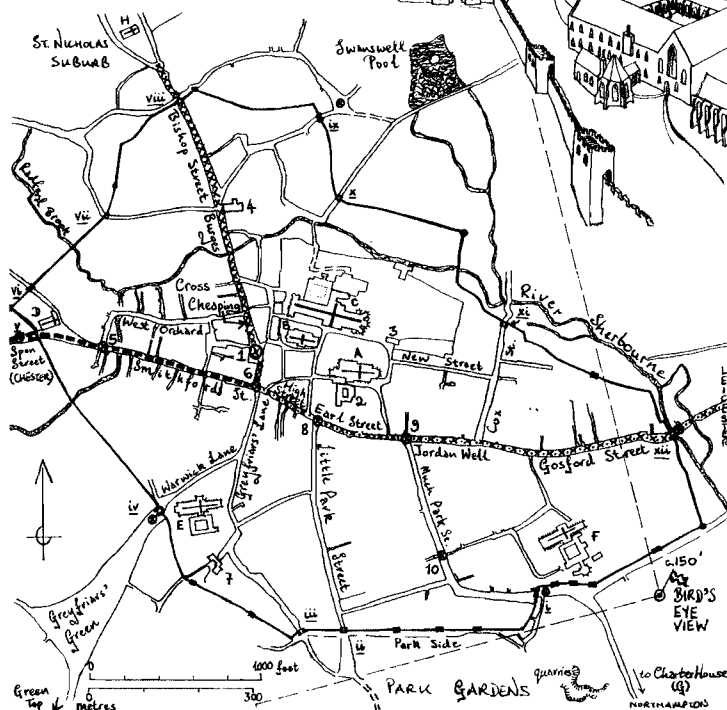 H
ST. NICHOLAS
SUBURB
Swanswell
Pool
viii
Bishop Street
Burges
ix
x
Radford Brook
vii
4
vi
D
v
Spon
Street
(CHESTER)
5
Cross
Cheaping
West Orchard
C
B
1
6
Smithford St.
High
Street
A
2
3
New Street
River Sherbourne
xi
8
Earl Street
9
Jordan Well
Gosford Street
xii
Warwick Lane
Greyfriars' Lane
iv
E
7
Little Park
Street
Much Park St.
10
F
c.150'
BIRD'S
EYE
VIEW
Greyfriars'
Green
iii
ii
i
Park Side
0
1000 feet
0
300
metres
Green
Top
PARK GARDENS
quarries
to Charterhouse
(G)
NORTHAMPTON